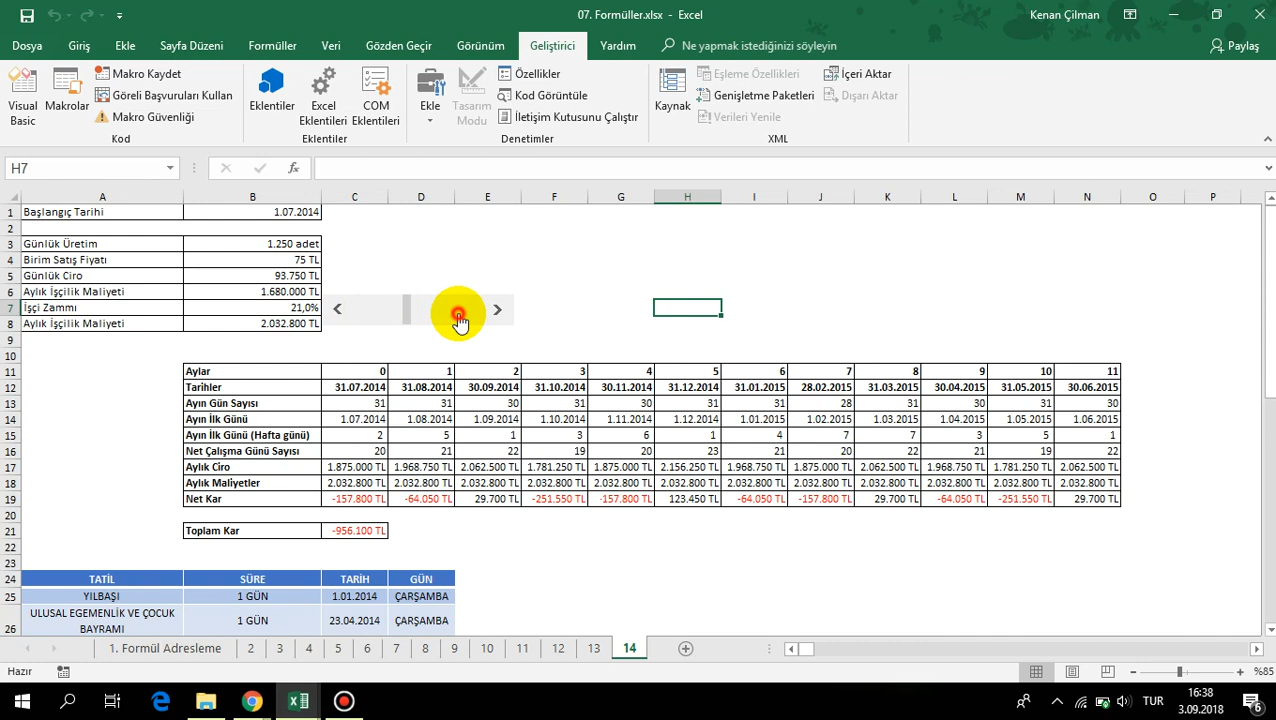 07. Formüller.xlsx - Excel
Kenan Çilman
Dosya Giriş Ekle Sayfa Düzeni Formüller Veri Gözden Geçir Görünüm Geliştirici Yardım Ne yapmak istediğinizi söyleyin Paylaş
Visual Basic
Makrolar
Makro Kaydet
Göreli Başvuruları Kullan
Makro Güvenliği
Kod
Eklentiler
Excel Eklentileri
COM Eklentileri
Eklentiler
Ekle
Tasarım Modu
Özellikler
Kod Görüntüle
İletişim Kutusunu Çalıştır
Denetimler
Kaynak
Eşleme Özellikleri
Genişletme Paketleri
Verileri Yenile
İçeri Aktar
Dışarı Aktar
XML
H7 fx
A B C D E F G H I J K L M N O P
1 Başlangıç Tarihi 1.07.2014
2
3 Günlük Üretim 1.250 adet
4 Birim Satış Fiyatı 75 TL
5 Günlük Ciro 93.750 TL
6 Aylık İşçilik Maliyeti 1.680.000 TL
7 İşçi Zammı 21,0%
8 Aylık İşçilik Maliyeti 2.032.800 TL
9
10
11 Aylar 0 1 2 3 4 5 6 7 8 9 10 11
12 Tarihler 31.07.2014 31.08.2014 30.09.2014 31.10.2014 30.11.2014 31.12.2014 31.01.2015 28.02.2015 31.03.2015 30.04.2015 31.05.2015 30.06.2015
13 Ayın Gün Sayısı 31 31 30 31 30 31 31 28 31 30 31 30
14 Ayın İlk Günü 1.07.2014 1.08.2014 1.09.2014 1.10.2014 1.11.2014 1.12.2014 1.01.2015 1.02.2015 1.03.2015 1.04.2015 1.05.2015 1.06.2015
15 Ayın İlk Günü (Hafta günü) 2 5 1 3 6 1 4 7 7 3 5 1
16 Net Çalışma Günü Sayısı 20 21 22 19 20 23 21 20 22 21 19 22
17 Aylık Ciro 1.875.000 TL 1.968.750 TL 2.062.500 TL 1.781.250 TL 1.875.000 TL 2.156.250 TL 1.968.750 TL 1.875.000 TL 2.062.500 TL 1.968.750 TL 1.781.250 TL 2.062.500 TL
18 Aylık Maliyetler 2.032.800 TL 2.032.800 TL 2.032.800 TL 2.032.800 TL 2.032.800 TL 2.032.800 TL 2.032.800 TL 2.032.800 TL 2.032.800 TL 2.032.800 TL 2.032.800 TL 2.032.800 TL
19 Net Kar -157.800 TL -64.050 TL 29.700 TL -251.550 TL -157.800 TL 123.450 TL -64.050 TL -157.800 TL 29.700 TL -64.050 TL -251.550 TL 29.700 TL
20
21 Toplam Kar -956.100 TL
22
23
24 TATİL SÜRE TARİH GÜN
25 YILBAŞI 1 GÜN 1.01.2014 ÇARŞAMBA
26 ULUSAL EGEMENLİK VE ÇOCUK BAYRAMI 1 GÜN 23.04.2014 ÇARŞAMBA
1. Formül Adresleme 2 3 4 5 6 7 8 9 10 11 12 13 14
Hazır %85
TUR 16:38
3.09.2018 6